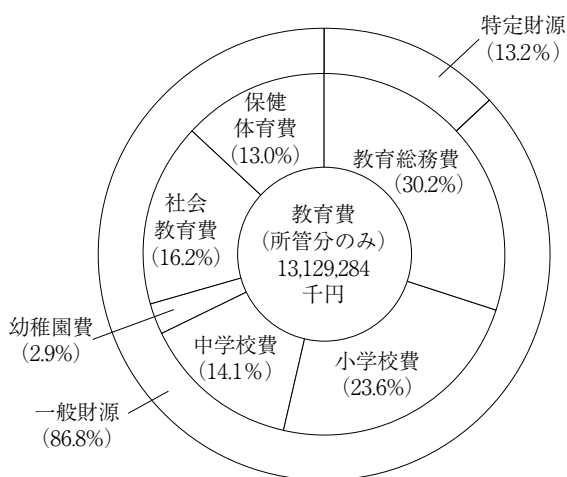 特定財源
(13.2%)
保健
体育費
(13.0%)
教育総務費
(30.2%)
社会
教育費
(16.2%)
教育費
(所管分のみ)
13,129,284
千円
幼稚園費
(2.9%)
中学校費
(14.1%)
小学校費
(23.6%)
一般財源
(86.8%)